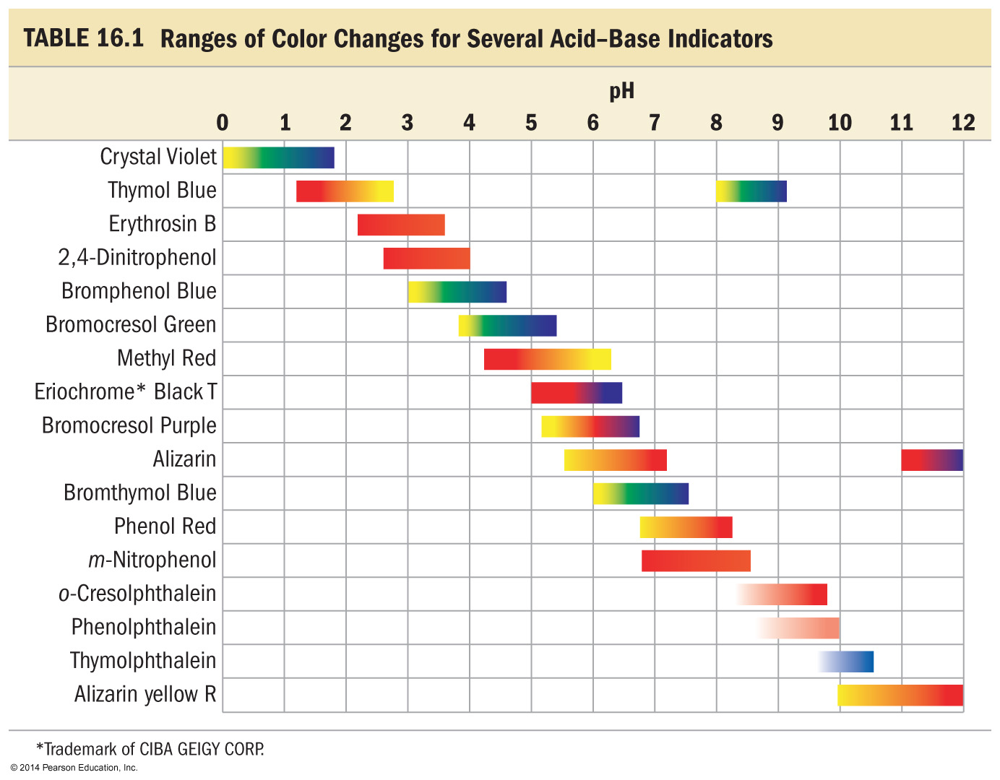 TABLE 16.1 Ranges of Color Changes for Several Acid–Base Indicators
pH
0 1 2 3 4 5 6 7 8 9 10 11 12
Crystal Violet
Thymol Blue
Erythrosin B
2,4-Dinitrophenol
Bromphenol Blue
Bromocresol Green
Methyl Red
Eriochrome* Black T
Bromocresol Purple
Alizarin
Bromthymol Blue
Phenol Red
m-Nitrophenol
o-Cresolphthalein
Phenolphthalein
Thymolphthalein
Alizarin yellow R
*Trademark of CIBA GEIGY CORP.
© 2014 Pearson Education, Inc.